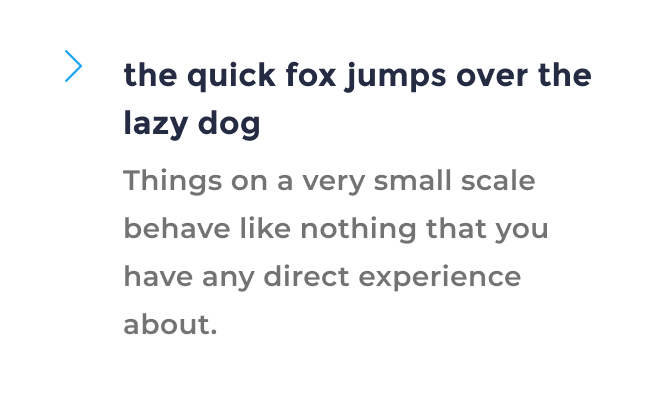 the quick fox jumps over the
lazy dog
Things on a very small scale
behave like nothing that you
have any direct experience
about.